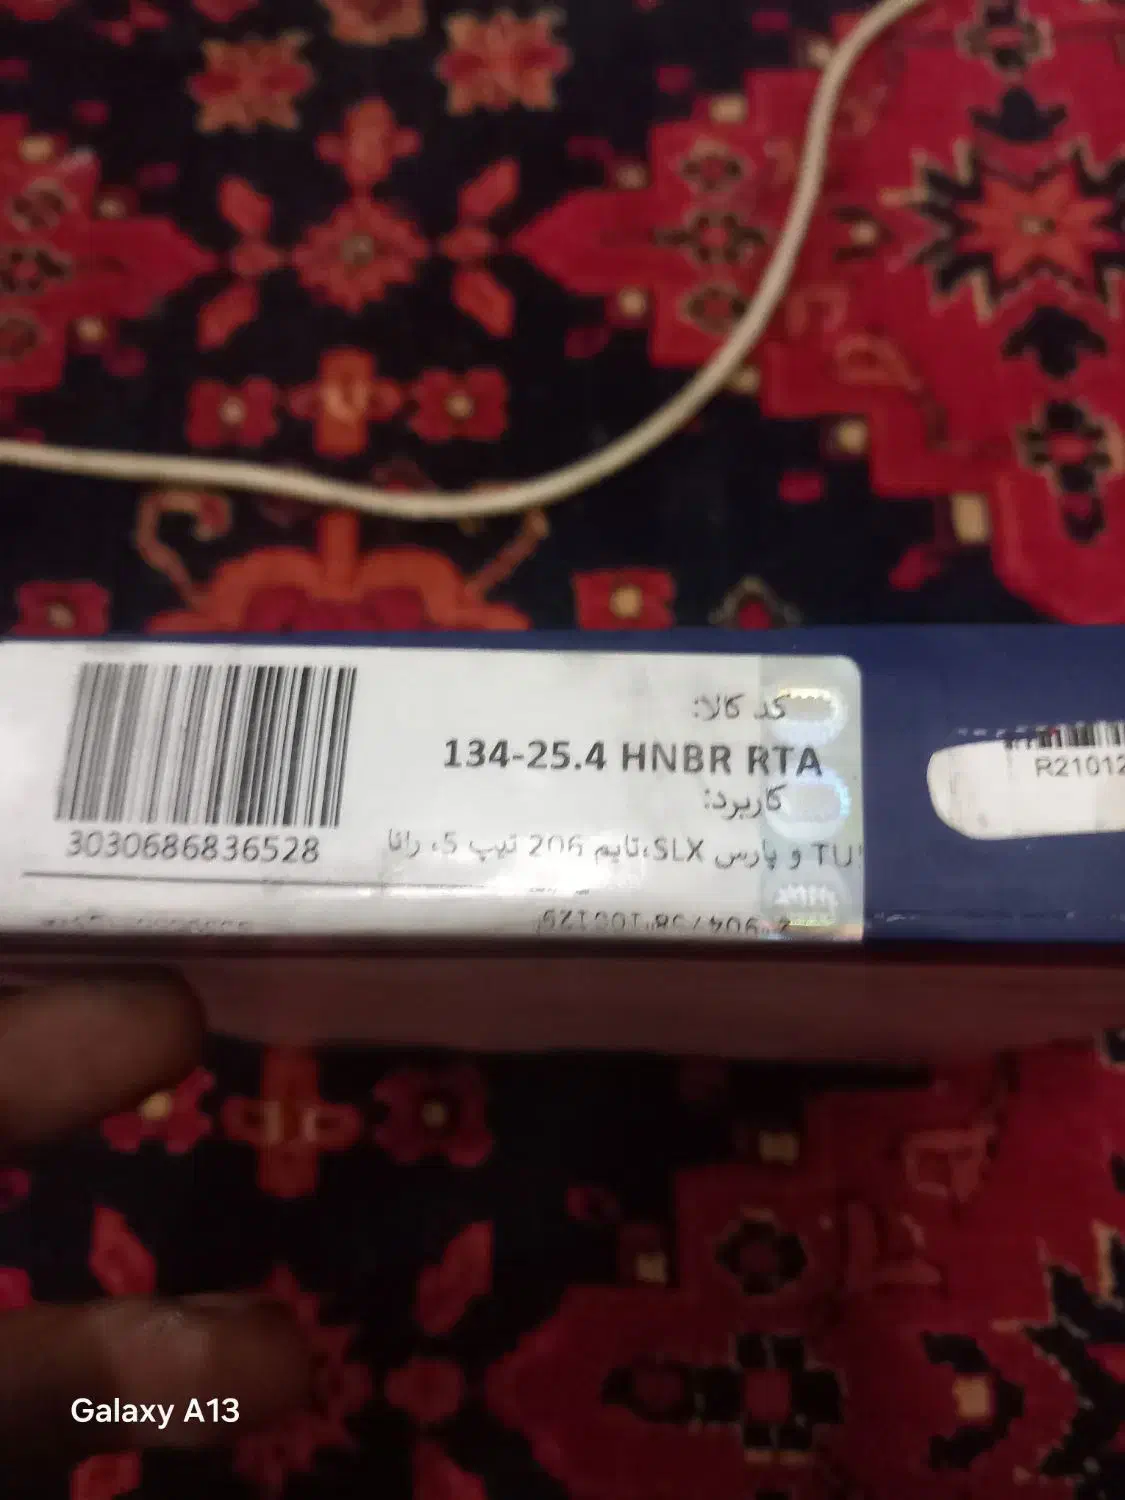 کد کالا:
134-25.4 HNBR RTA
کاربرد:
تایم 206 تیپ 5، رانا، SLX و پارس TU
3030686836528
R21012
Galaxy A13